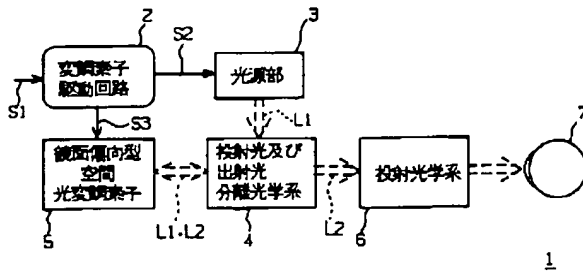 2
S2
3
変調素子
駆動回路
光源部
S1
S3
L1
7
鏡面偏向型
空間
光変調素子
投射光及び
出射光
分離光学系
投射光学系
5
L1・L2
4
L2
6
1